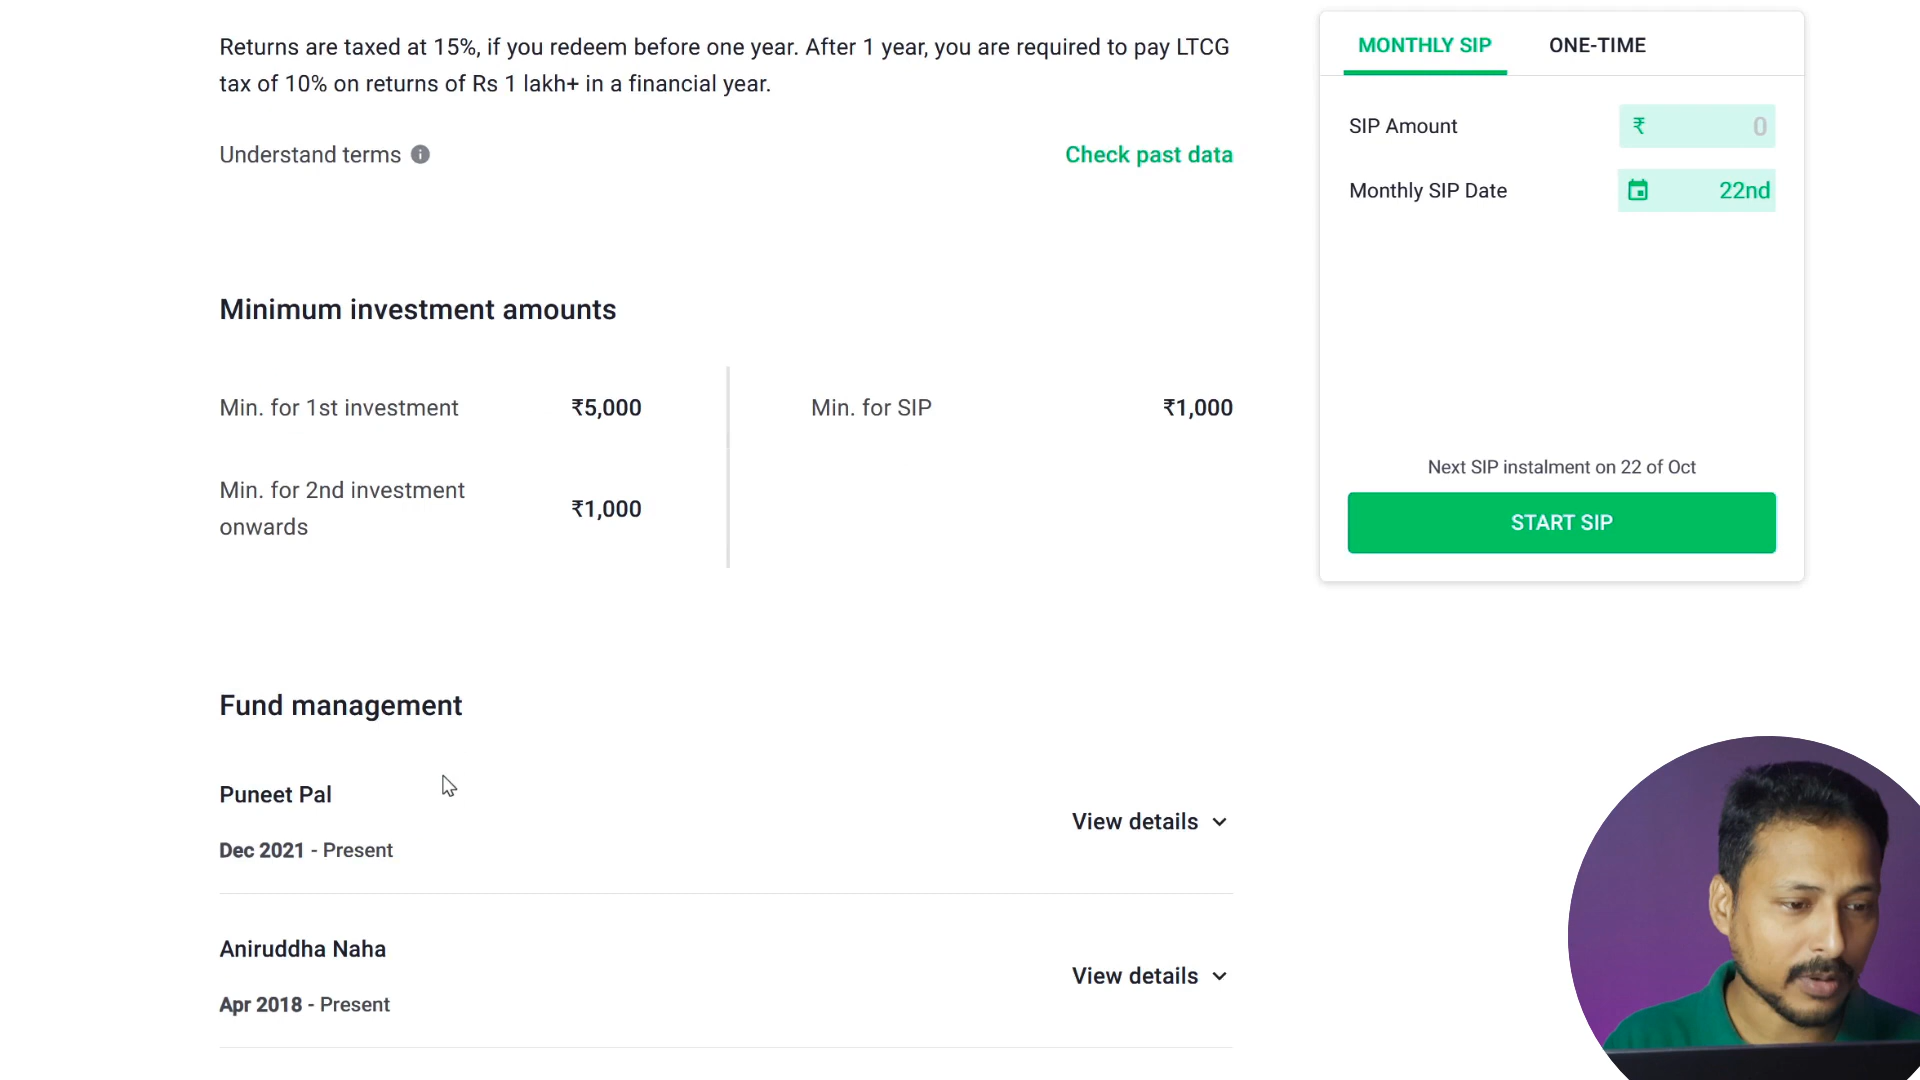 Returns are taxed at 15%, if you redeem before one year. After 1 year, you are required to pay LTCG
tax of 10% on returns of Rs 1 lakh+ in a financial year.
Understand terms
Check past data
Minimum investment amounts
Min. for 1st investment ₹5,000
Min. for 2nd investment
onwards
₹1,000
Min. for SIP ₹1,000
Fund management
Puneet Pal
Dec 2021 - Present
View details
Aniruddha Naha
Apr 2018 - Present
View details
MONTHLY SIP ONE-TIME
SIP Amount ₹ 0
Monthly SIP Date 22nd
Next SIP instalment on 22 of Oct
START SIP